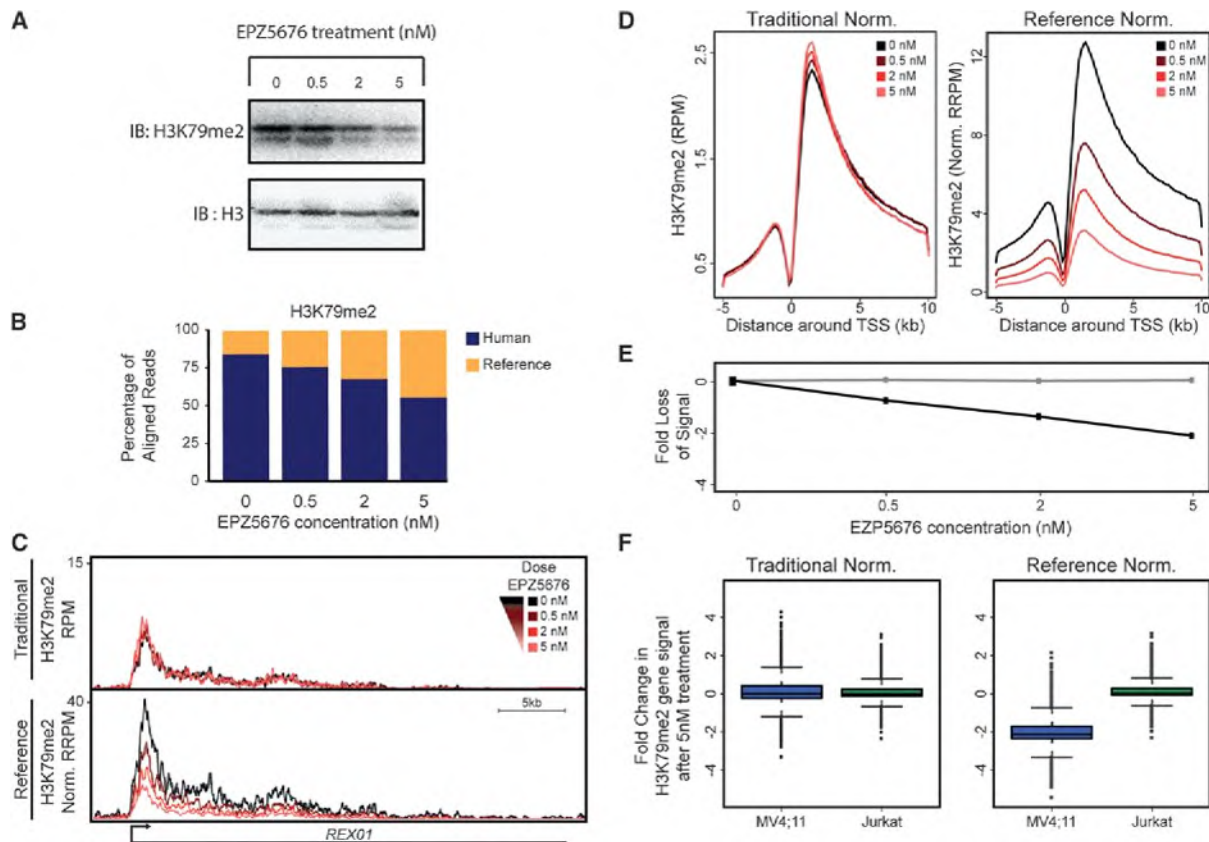 A
EPZ5676 treatment (nM)
0 0.5 2 5
IB: H3K79me2
IB : H3
B
H3K79me2
Percentage of
Aligned Reads
100
75
50
25
0
Human
Reference
0 0.5 2 5
EPZ5676 concentration (nM)
C
Traditional
H3K79me2
RPM
15
Dose
EPZ5676
0 nM
0.5 nM
2 nM
5 nM
Reference
H3K79me2
Norm. RRPM
40
5kb
REX01
D
Traditional Norm.
H3K79me2 (RPM)
2.5
1.5
0.5
0 nM
0.5 nM
2 nM
5 nM
-5 0 5 10
Distance around TSS (kb)
Reference Norm.
H3K79me2 (Norm. RRPM)
12
8
4
0
0 nM
0.5 nM
2 nM
5 nM
-5 0 5 10
Distance around TSS (kb)
E
Fold Loss
of Signal
0
-2
-4
0 0.5 2 5
EZP5676 concentration (nM)
F
Traditional Norm.
Fold Change in
H3K79me2 gene signal
after 5nM treatment
4
2
0
-2
-4
MV4;11 Jurkat
Reference Norm.
4
2
0
-2
-4
MV4;11 Jurkat